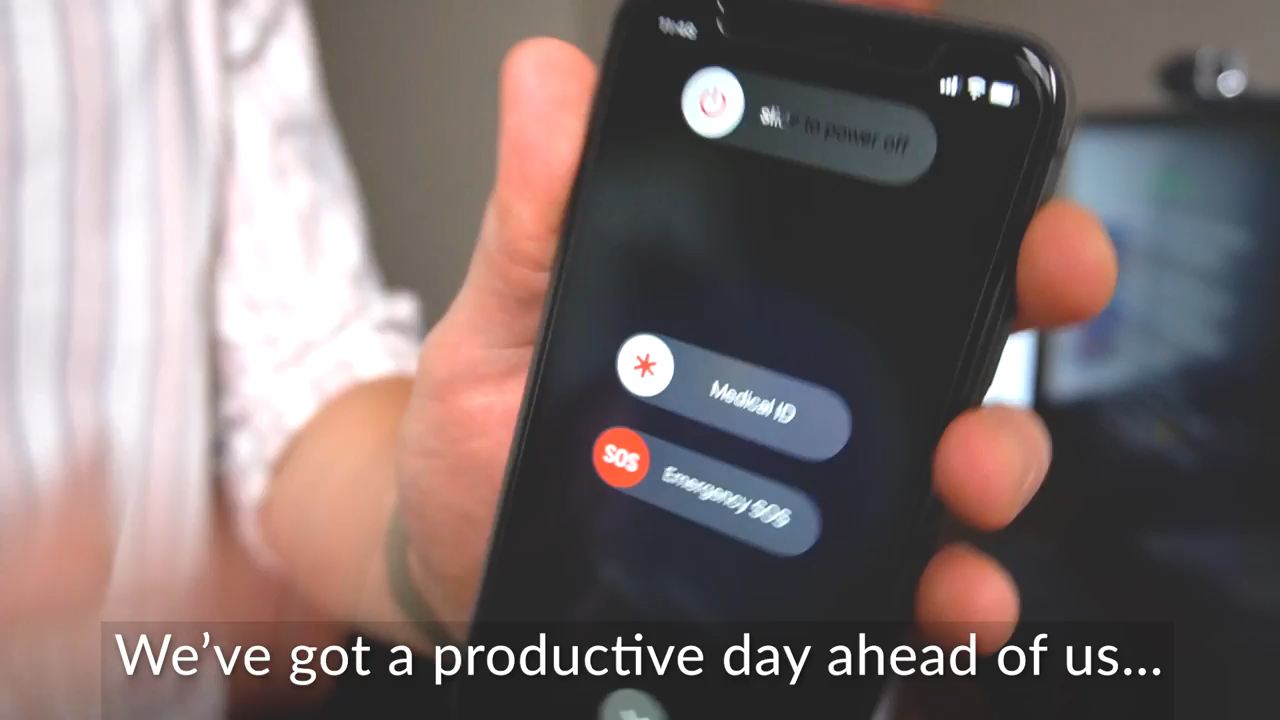 slide to power off
Medical ID
SOS
Emergency SOS
We’ve got a productive day ahead of us...